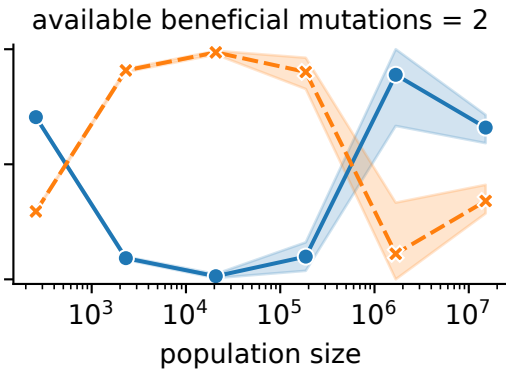 available beneficial mutations = 2
10³ 10⁴ 10⁵ 10⁶ 10⁷
population size